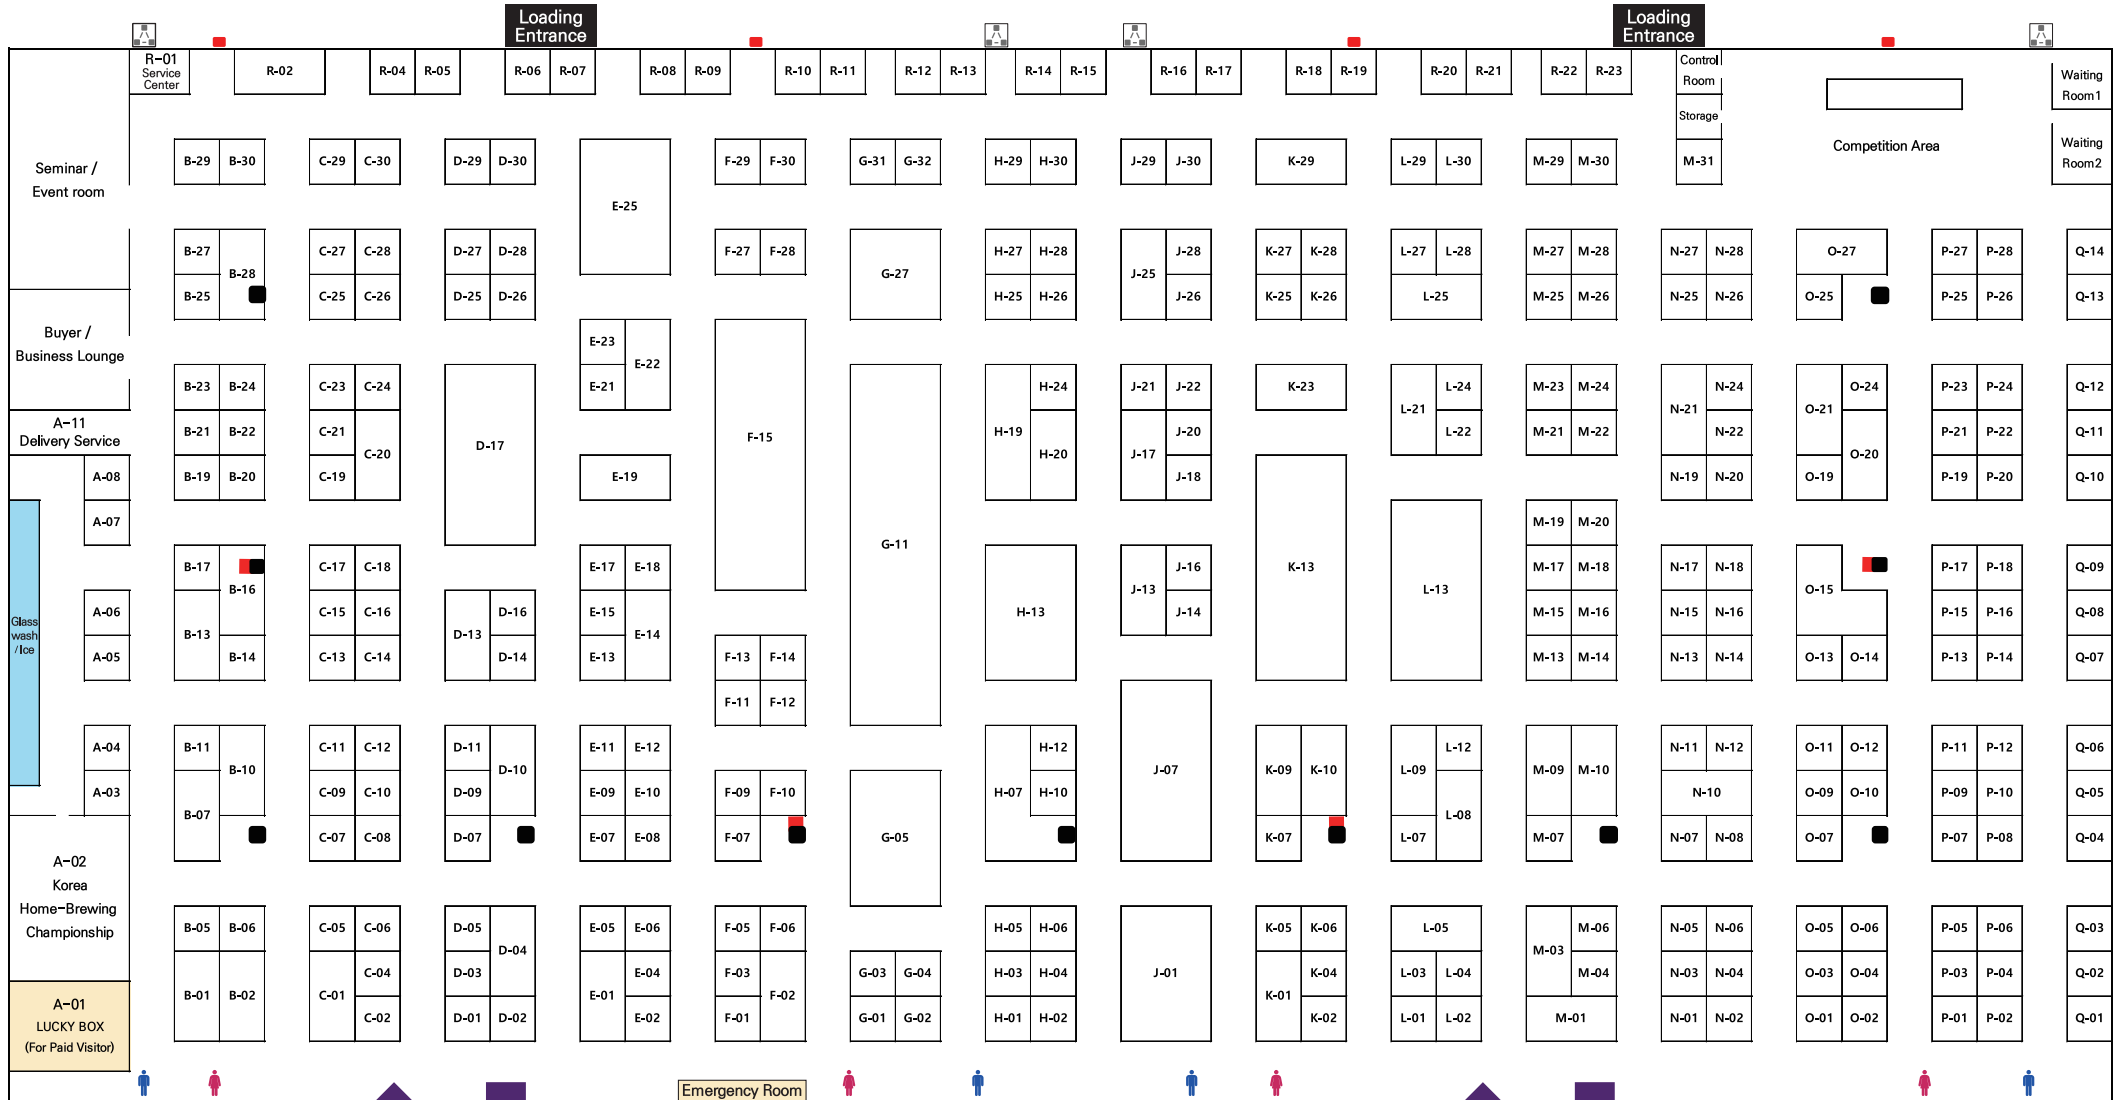 Loading
Entrance
Loading
Entrance
R-01
Service
Center
R-02
R-04 R-05
R-06 R-07
R-08 R-09
R-10 R-11
R-12 R-13
R-14 R-15
R-16 R-17
R-18 R-19
R-20 R-21
R-22 R-23
Control
Room
Storage
M-31
Competition Area
Waiting
Room1
Waiting
Room2
Seminar /
Event room
Buyer /
Business Lounge
A-11
Delivery Service
A-08
A-07
Glass
wash
/Ice
A-06
A-05
A-04
A-03
A-02
Korea
Home-Brewing
Championship
A-01
LUCKY BOX
(For Paid Visitor)
B-29 B-30
B-27
B-28
B-25
B-23 B-24
B-21 B-22
B-19 B-20
B-17
B-16
B-13
B-14
B-11
B-10
B-07
B-05 B-06
B-01 B-02
C-29 C-30
C-27 C-28
C-25 C-26
C-23 C-24
C-21
C-20
C-19
C-17 C-18
C-15 C-16
C-13 C-14
C-11 C-12
C-09 C-10
C-07 C-08
C-05 C-06
C-04
C-01
C-02
D-29 D-30
D-27 D-28
D-25 D-26
D-17
D-16
D-13
D-14
D-11
D-10
D-09
D-07
D-05
D-04
D-03
D-01 D-02
E-25
E-23
E-22
E-21
E-19
E-17 E-18
E-15
E-14
E-13
E-11 E-12
E-09 E-10
E-07 E-08
E-05 E-06
E-04
E-01
E-02
F-29 F-30
F-27 F-28
F-15
F-13 F-14
F-11 F-12
F-09 F-10
F-07
F-05 F-06
F-03
F-02
F-01
G-31 G-32
G-27
G-11
G-05
G-03 G-04
G-01 G-02
H-29 H-30
H-27 H-28
H-25 H-26
H-24
H-19
H-20
H-13
H-12
H-07 H-10
H-05 H-06
H-03 H-04
H-01 H-02
J-29 J-30
J-28
J-25
J-26
J-21 J-22
J-20
J-17
J-18
J-16
J-13
J-14
J-07
J-01
K-29
K-27 K-28
K-25 K-26
K-23
K-13
K-09 K-10
K-07
K-05 K-06
K-04
K-01
K-02
L-29 L-30
L-27 L-28
L-25
L-24
L-21
L-22
L-13
L-12
L-09
L-08
L-07
L-05
L-03 L-04
L-01 L-02
M-29 M-30
M-27 M-28
M-25 M-26
M-23 M-24
M-21 M-22
M-19 M-20
M-17 M-18
M-15 M-16
M-13 M-14
M-09 M-10
M-07
M-06
M-03
M-04
M-01
N-27 N-28
N-25 N-26
N-24
N-21
N-22
N-19 N-20
N-17 N-18
N-15 N-16
N-13 N-14
N-11 N-12
N-10
N-07 N-08
N-05 N-06
N-03 N-04
N-01 N-02
O-27
O-25
O-24
O-21
O-20
O-19
O-15
O-13 O-14
O-11 O-12
O-09 O-10
O-07
O-05 O-06
O-03 O-04
O-01 O-02
P-27 P-28
P-25 P-26
P-23 P-24
P-21 P-22
P-19 P-20
P-17 P-18
P-15 P-16
P-13 P-14
P-11 P-12
P-09 P-10
P-07 P-08
P-05 P-06
P-03 P-04
P-01 P-02
Q-14
Q-13
Q-12
Q-11
Q-10
Q-09
Q-08
Q-07
Q-06
Q-05
Q-04
Q-03
Q-02
Q-01
Emergency Room